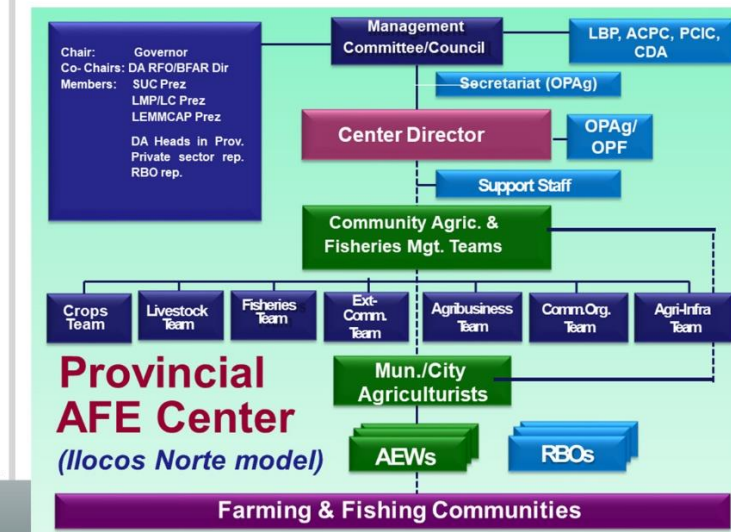 Management
Committee/Council
LBP, ACPC, PCIC,
CDA
Chair: Governor
Co- Chairs: DA RFO/BFAR Dir
Members: SUC Prez
LMP/LC Prez
LEMMCAP Prez
DA Heads in Prov.
Private sector rep.
RBO rep.
Secretariat (OPAg)
Center Director
OPAg/
OPF
Support Staff
Community Agric. &
Fisheries Mgt. Teams
Crops
Team
Livestock
Team
Fisheries
Team
Ext-
Comm.
Team
Agribusiness
Team
Comm.Org.
Team
Agri-Infra
Team
Provincial
AFE Center
(Ilocos Norte model)
Mun./City
Agriculturists
AEWs
RBOs
Farming & Fishing Communities